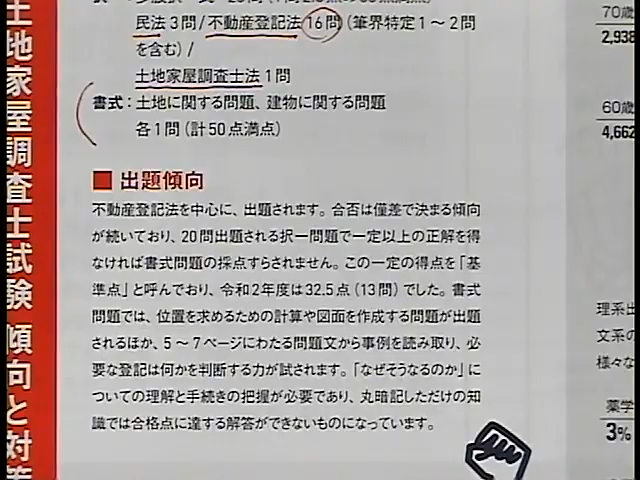 民法3問/不動産登記法16問(筆界特定1~2問
を含む)/
土地家屋調査士法1問
書式:土地に関する問題、建物に関する問題
各1問(計50点満点)
■ 出題傾向
不動産登記法を中心に、出題されます。合否は僅差で決まる傾向
が続いており、20問出題される択一問題で一定以上の正解を得
なければ書式問題の採点すらされません。この一定の得点を「基
準点」と呼んでおり、令和2年度は32.5点(13問)でした。書式
問題では、位置を求めるための計算や図面を作成する問題が出題
されるほか、5~7ページにわたる問題文から事例を読み取り、必
要な登記は何かを判断する力が試されます。「なぜそうなるのか」に
ついての理解と手続きの把握が必要であり、丸暗記しただけの知
識では合格点に達する解答ができないものになっています。
土地家屋調査士試験 傾向と対策
70歳
2,938
60歳
4,662
理系出
文系の
様々な
薬学
3%